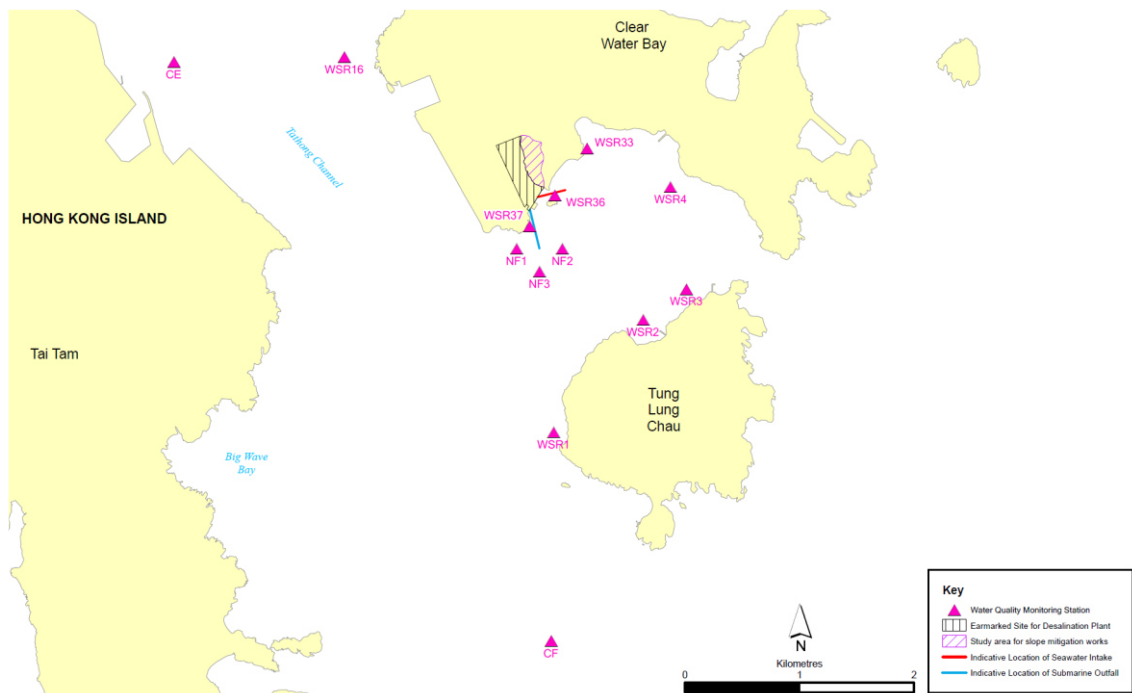 Clear
Water Bay
CE
WSR16
Tathong Channel
WSR33
WSR4
WSR36
HONG KONG ISLAND
WSR37
NF1
NF2
NF3
WSR3
WSR2
Tai Tam
Tung
Lung
Chau
WSR1
Big Wave
Bay
CF
Key
Water Quality Monitoring Station
Earmarked Site for Desalination Plant
Study area for slope mitigation works
Indicative Location of Seawater Intake
Indicative Location of Submarine Outfall
N
Kilometres
0 1 2